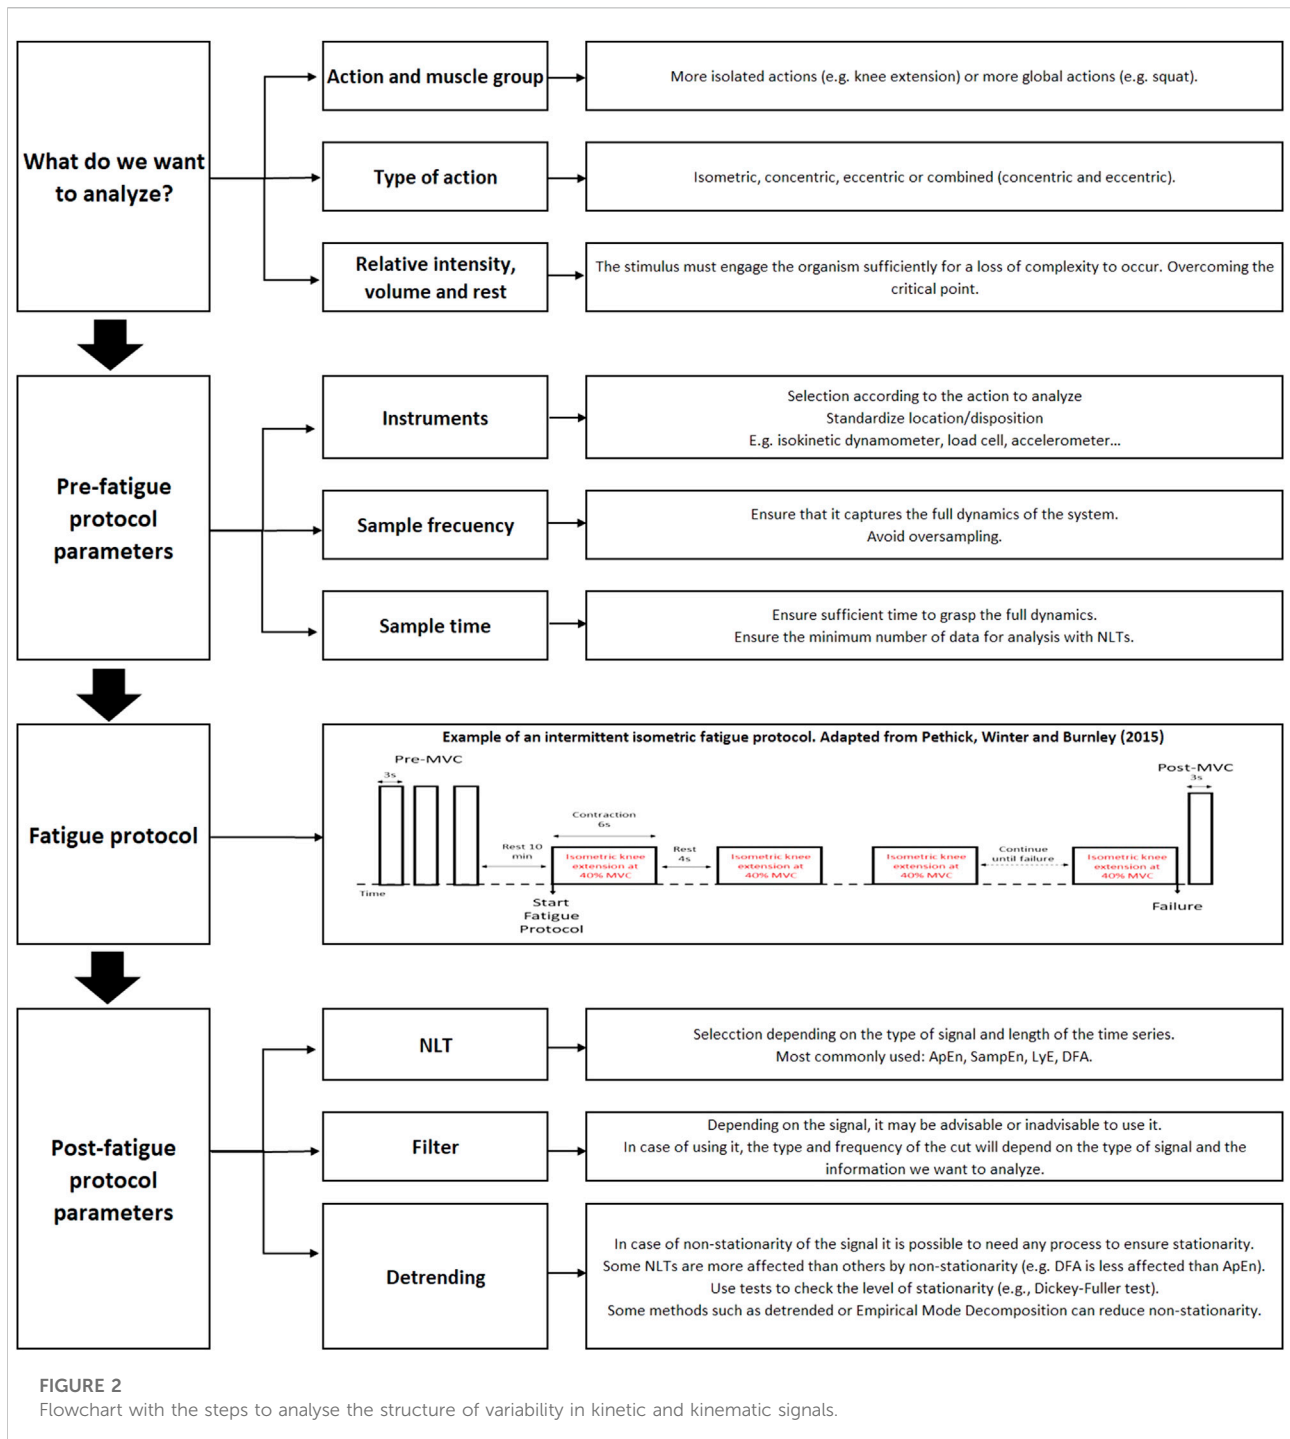 What do we want
to analyze?
Action and muscle group
More isolated actions (e.g. knee extension) or more global actions (e.g. squat).
Type of action
Isometric, concentric, eccentric or combined (concentric and eccentric).
Relative intensity,
volume and rest
The stimulus must engage the organism sufficiently for a loss of complexity to occur. Overcoming the
critical point.
Pre-fatigue
protocol
parameters
Instruments
Selection according to the action to analyze
Standardize location/disposition
E.g. isokinetic dynamometer, load cell, accelerometer...
Sample frecuency
Ensure that it captures the full dynamics of the system.
Avoid oversampling.
Sample time
Ensure sufficient time to grasp the full dynamics.
Ensure the minimum number of data for analysis with NLTs.
Fatigue protocol
Example of an intermittent isometric fatigue protocol. Adapted from Pethick, Winter and Burnley (2015)
Pre-MVC
3s
Rest 10
min
Contraction
6s
Isometric knee
extension at
40% MVC
Rest
4s
Isometric knee
extension at
40% MVC
Isometric knee
extension at
40% MVC
Continue
until failure
Isometric knee
extension at
40% MVC
Post-MVC
3s
Time
Start
Fatigue
Protocol
Failure
Post-fatigue
protocol
parameters
NLT
Selecction depending on the type of signal and length of the time series.
Most commonly used: ApEn, SampEn, LyE, DFA.
Filter
Depending on the signal, it may be advisable or inadvisable to use it.
In case of using it, the type and frequency of the cut will depend on the type of signal and the
information we want to analyze.
Detrending
In case of non-stationarity of the signal it is possible to need any process to ensure stationarity.
Some NLTs are more affected than others by non-stationarity (e.g. DFA is less affected than ApEn).
Use tests to check the level of stationarity (e.g., Dickey-Fuller test).
Some methods such as detrended or Empirical Mode Decomposition can reduce non-stationarity.
FIGURE 2
Flowchart with the steps to analyse the structure of variability in kinetic and kinematic signals.